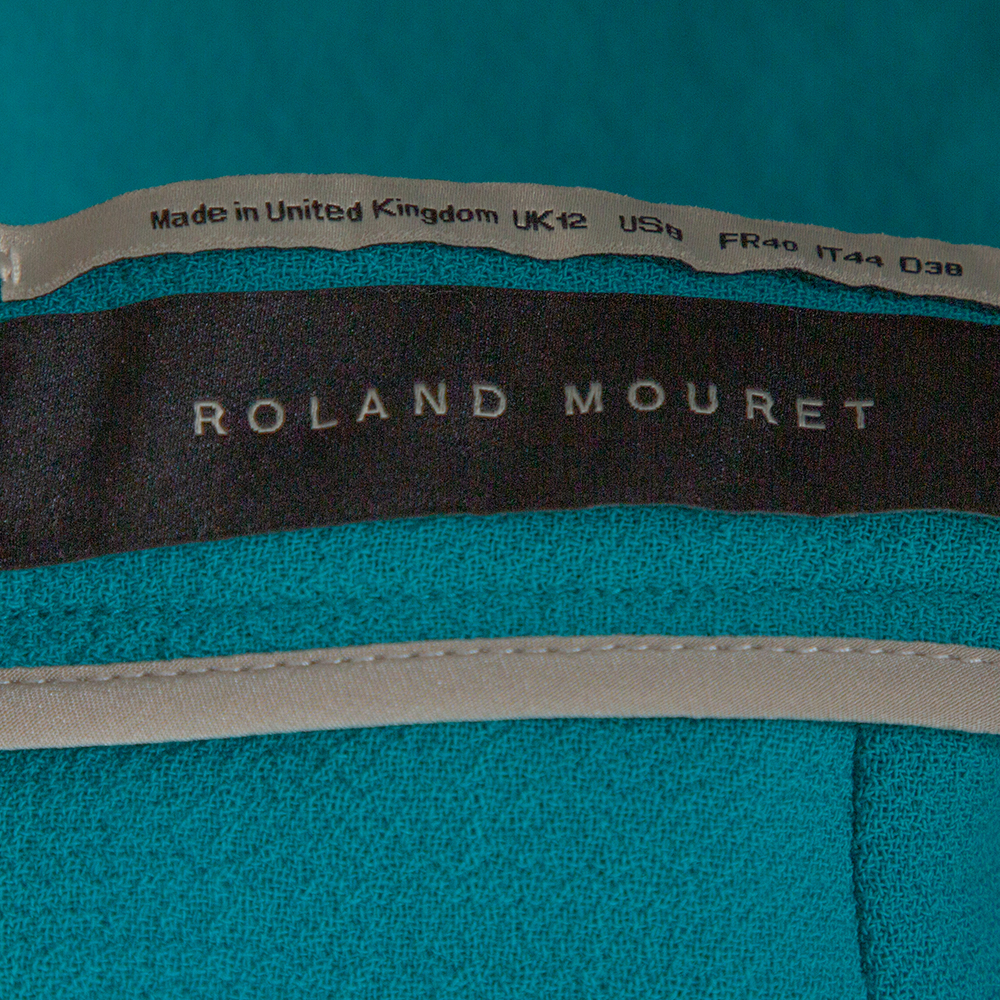 Made in United Kingdom UK12 US8 FR40 IT44 D38
ROLAND MOURET